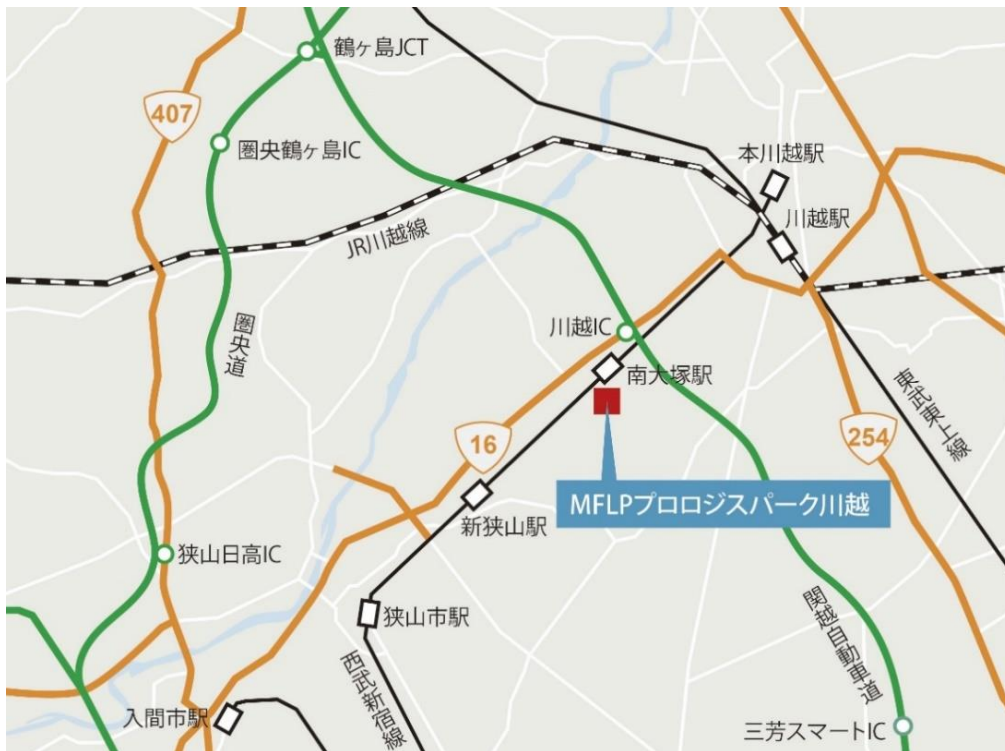 鶴ヶ島JCT
407
圏央鶴ヶ島IC
本川越駅
川越駅
JR川越線
圏央道
川越IC
南大塚駅
東武東上線
16
254
MFLPプロロジスパーク川越
新狭山駅
狭山日高IC
狭山市駅
関越自動車道
西武新宿線
入間市駅
三芳スマートIC